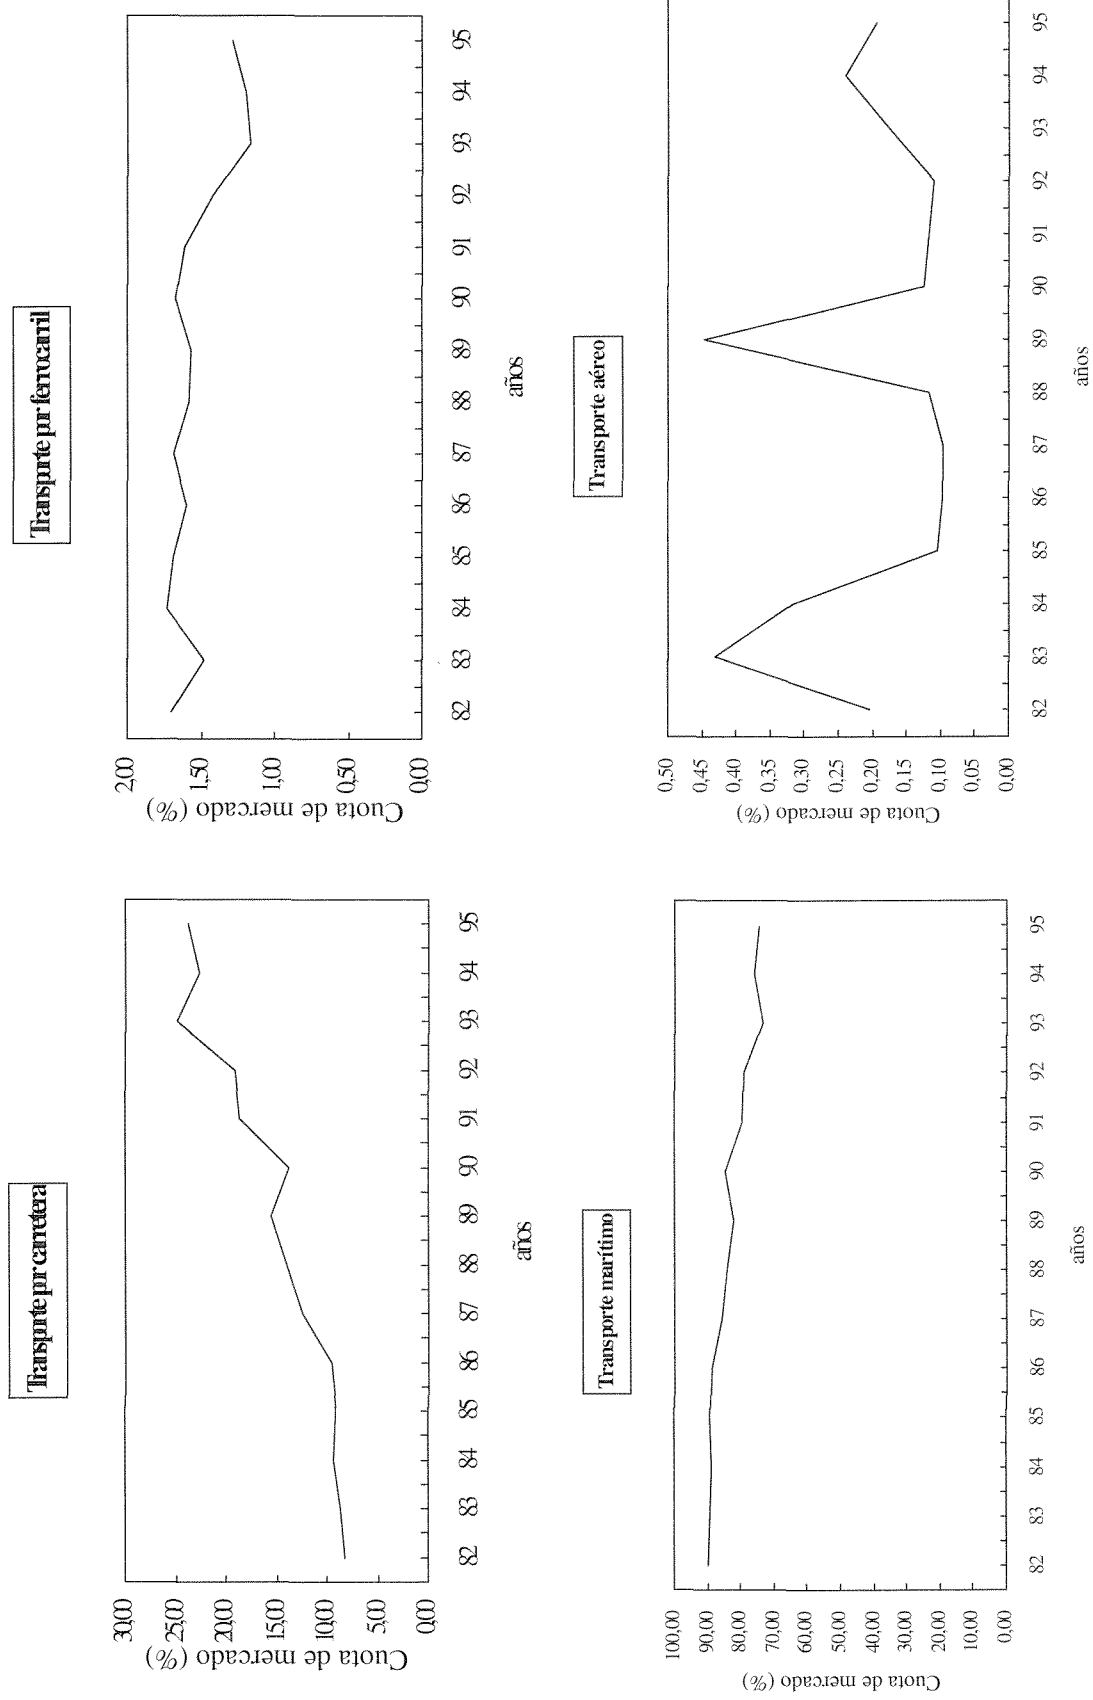 Transporte por carretera
Cuota de mercado (%)
30,00
25,00
20,00
15,00
10,00
5,00
0,00
82 83 84 85 86 87 88 89 90 91 92 93 94 95
años
Transporte por ferrocarril
Cuota de mercado (%)
2,00
1,50
1,00
0,50
0,00
82 83 84 85 86 87 88 89 90 91 92 93 94 95
años
Transporte marítimo
Cuota de mercado (%)
100,00
90,00
80,00
70,00
60,00
50,00
40,00
30,00
20,00
10,00
0,00
82 83 84 85 86 87 88 89 90 91 92 93 94 95
años
Transporte aéreo
Cuota de mercado (%)
0,50
0,45
0,40
0,35
0,30
0,25
0,20
0,15
0,10
0,05
0,00
82 83 84 85 86 87 88 89 90 91 92 93 94 95
años